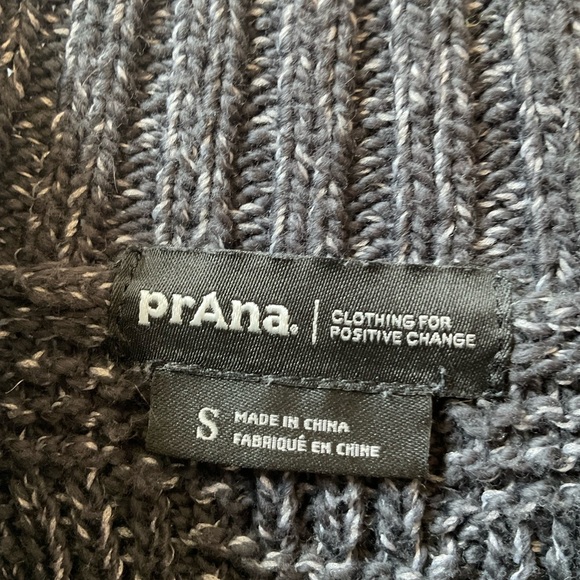 prAna.
CLOTHING FOR
POSITIVE CHANGE
S
MADE IN CHINA
FABRIQUÉ EN CHINE